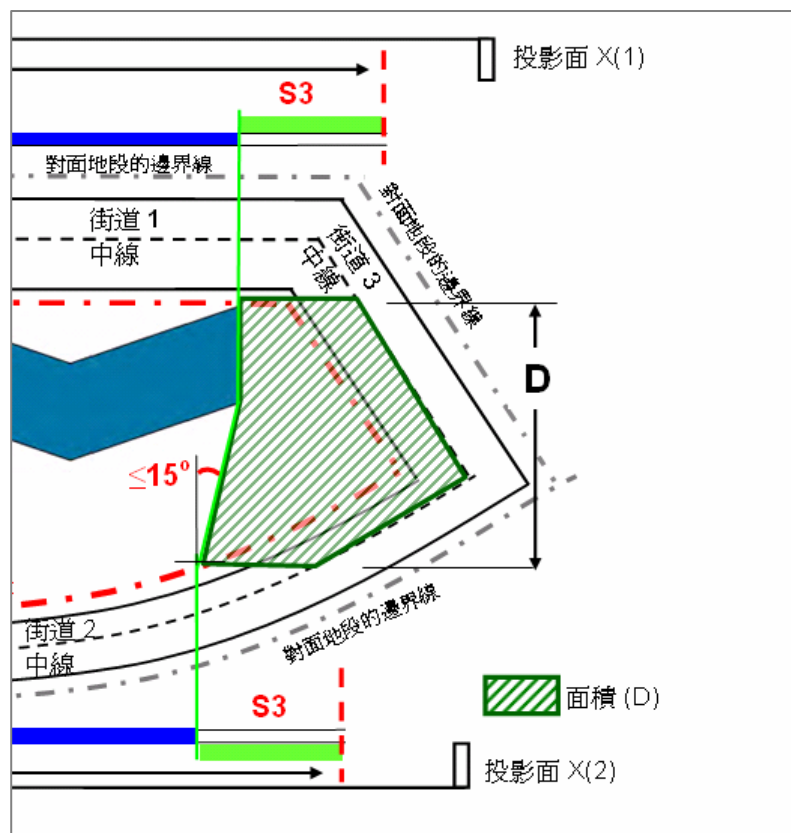 投影面 X(1)
S3
對面地段的邊界線
對面地段的邊界線
街道 1
中線
街道 3
中線
D
≤15º
對面地段的邊界線
街道 2
中線
S3
面積 (D)
投影面 X(2)